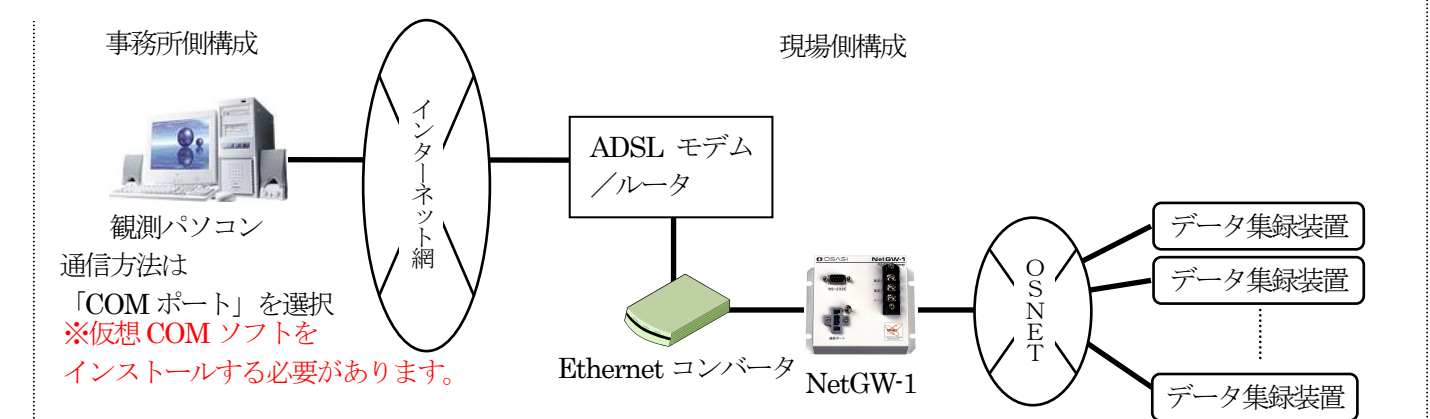 事務所側構成
現場側構成
インターネット網
ADSL モデム
／ルータ
観測パソコン
通信方法は
「COM ポート」を選択
※仮想 COM ソフトを
インストールする必要があります。
Ethernet コンバータ
OSASI NetGW-1
RS-232C
NetGW-1
OSNET
データ集録装置
データ集録装置
データ集録装置